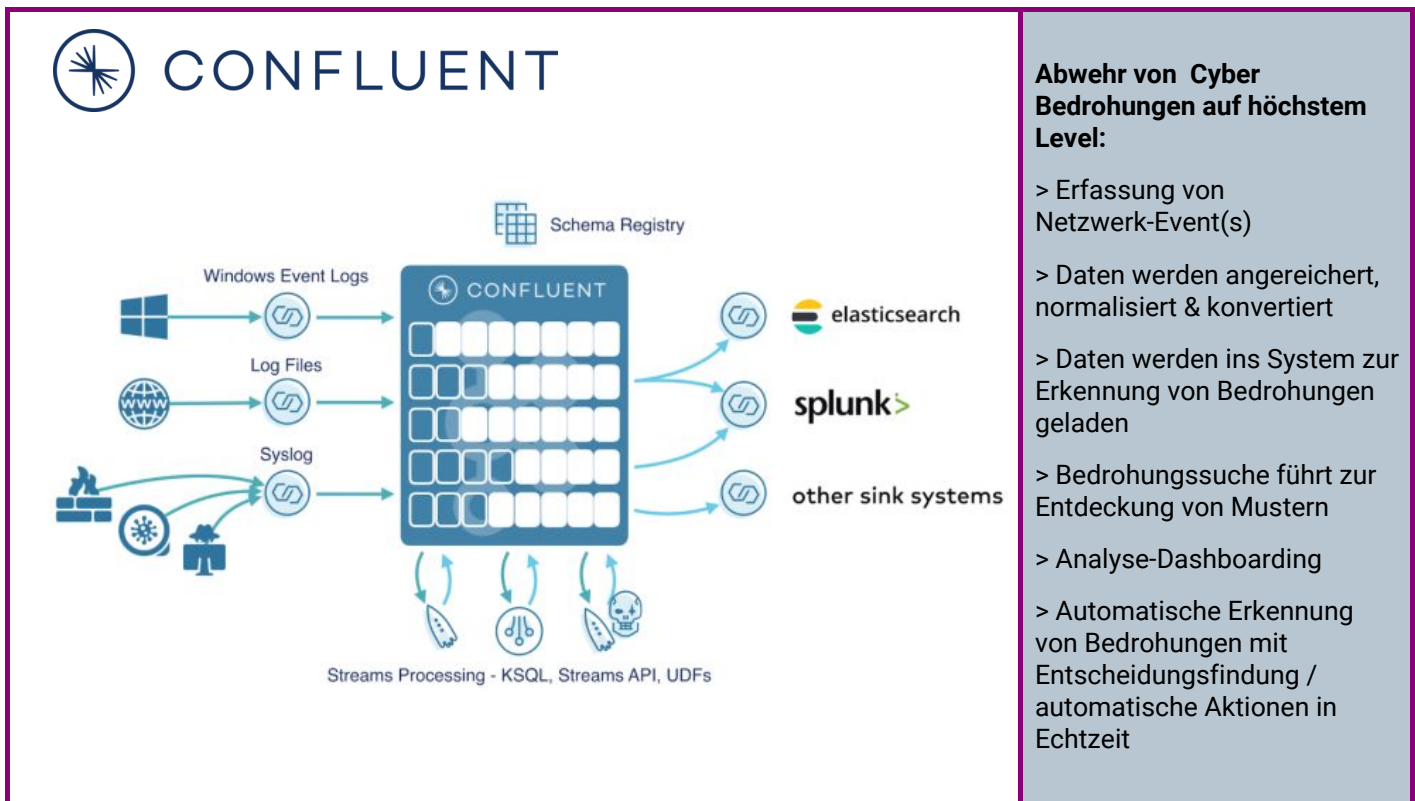 CONFLUENT
Schema Registry
Windows Event Logs
CONFLUENT
elasticsearch
Log Files
www
splunk>
Syslog
other sink systems
Streams Processing - KSQL, Streams API, UDFs
Abwehr von Cyber
Bedrohungen auf höchstem
Level:
> Erfassung von
Netzwerk-Event(s)
> Daten werden angereichert,
normalisiert & konvertiert
> Daten werden ins System zur
Erkennung von Bedrohungen
geladen
> Bedrohungssuche führt zur
Entdeckung von Mustern
> Analyse-Dashboarding
> Automatische Erkennung
von Bedrohungen mit
Entscheidungsfindung /
automatische Aktionen in
Echtzeit